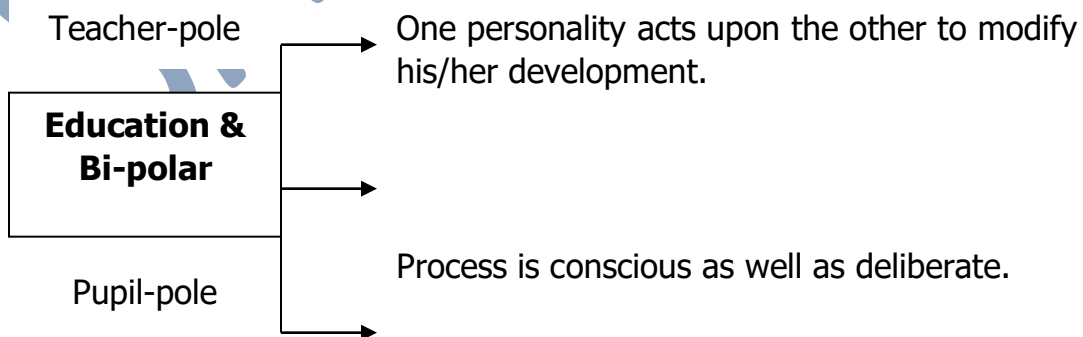 Teacher-pole
One personality acts upon the other to modify
his/her development.
Education &
Bi-polar
Process is conscious as well as deliberate.
Pupil-pole